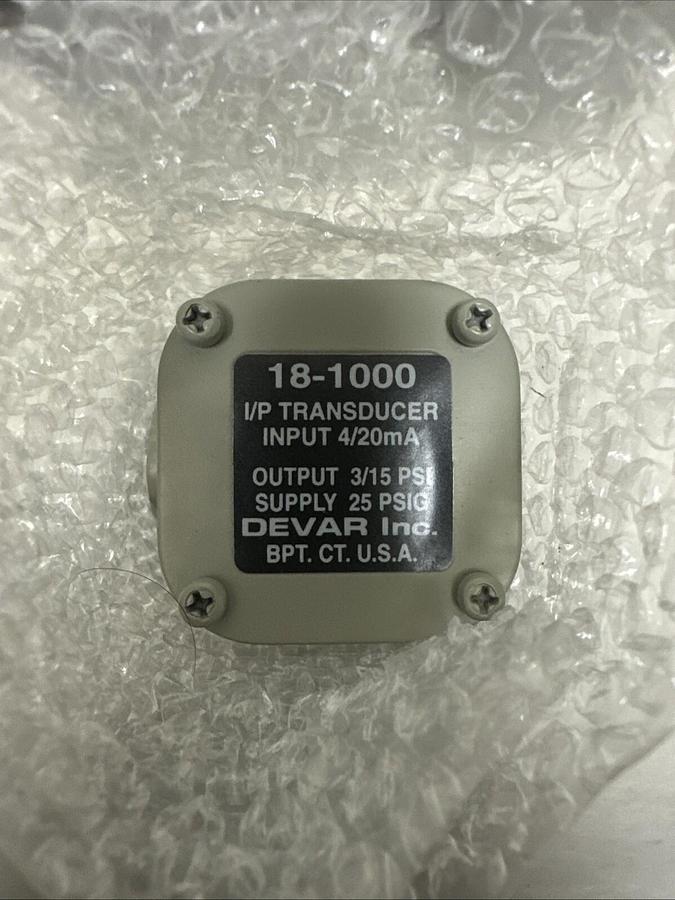 18-1000
I/P TRANSDUCER
INPUT 4/20mA
OUTPUT 3/15 PSI
SUPPLY 25 PSIG
DEVAR Inc.
BPT. CT. U.S.A.